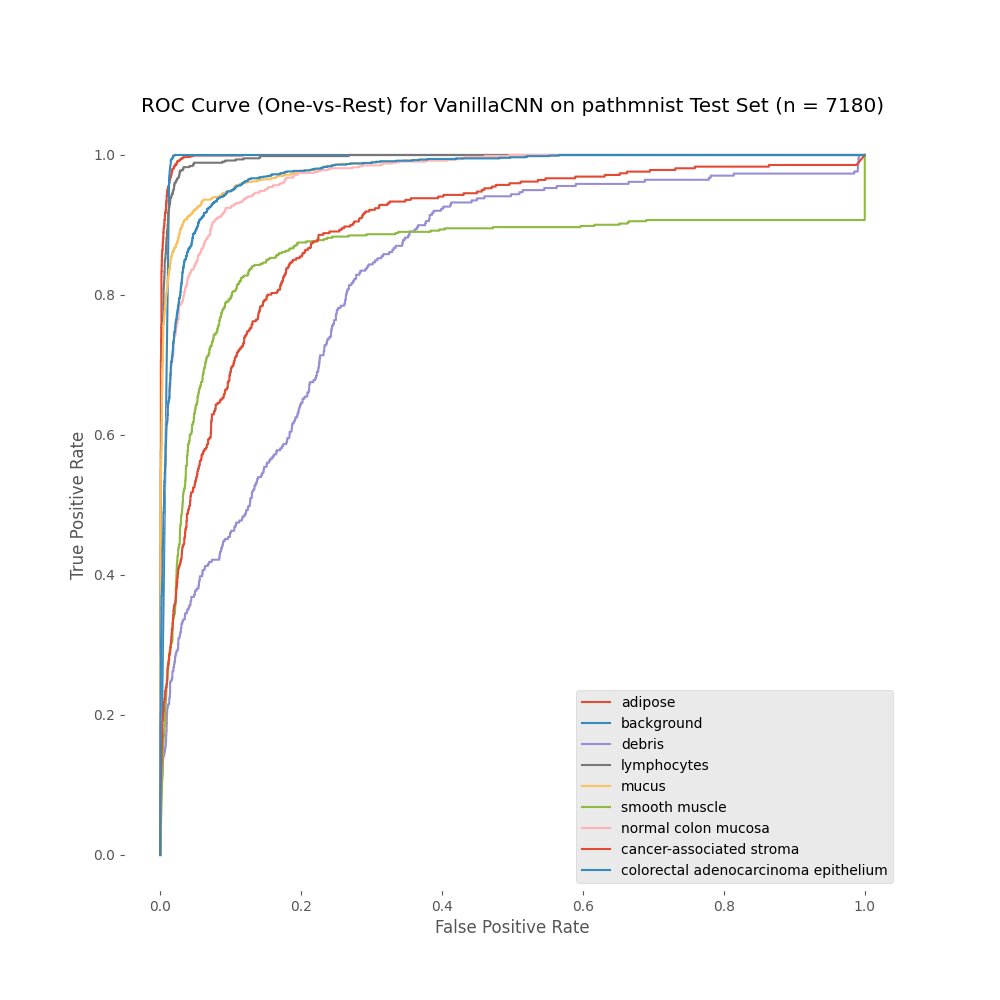 ROC Curve (One-vs-Rest) for VanillaCNN on pathmnist Test Set (n = 7180)
1.0
0.8
0.6
0.4
0.2
0.0
True Positive Rate
adipose
background
debris
lymphocytes
mucus
smooth muscle
normal colon mucosa
cancer-associated stroma
colorectal adenocarcinoma epithelium
0.0 0.2 0.4 0.6 0.8 1.0
False Positive Rate